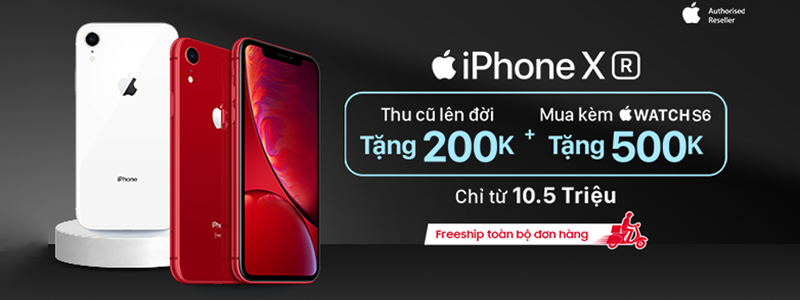 Authorised
Reseller
iPhone XR
Thu cũ lên đời
Tặng 200K
+
Mua kèm WATCH S6
Tặng 500K
Chỉ từ 10.5 Triệu
Freeship toàn bộ đơn hàng
iPhone
iPho